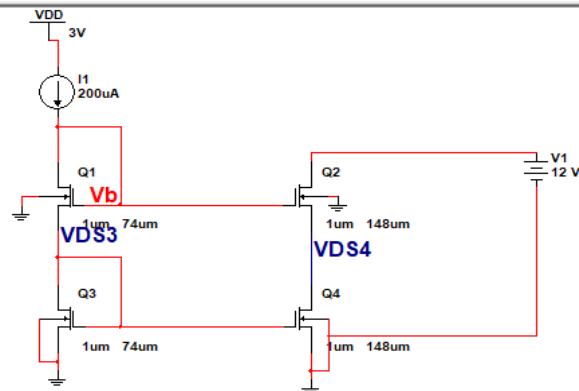 VDD
3V
I1
200uA
Q1
Q2
V1
12 V
Vb
1um 74um
1um 148um
VDS3
VDS4
Q3
Q4
1um 74um
1um 148um